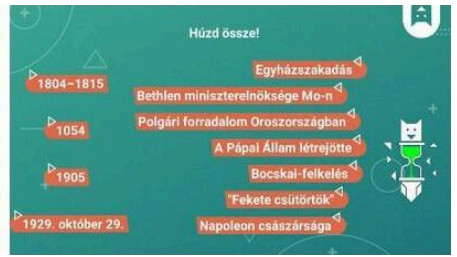 Húzd össze!
1804–1815
1054
1905
1929. október 29.
Egyházszakadás
Bethlen miniszterelnöksége Mo-n
Polgári forradalom Oroszországban
A Pápai Állam létrejötte
Bocskai-felkelés
"Fekete csütörtök"
Napoleon császársága